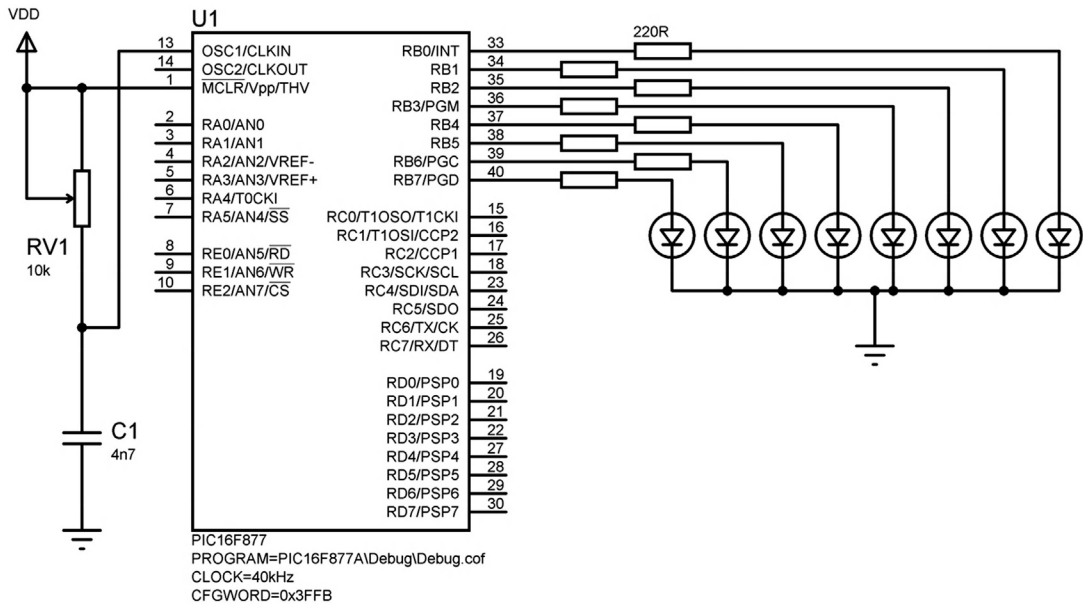 VDD
U1
220R
13 OSC1/CLKIN RB0/INT 33
14 OSC2/CLKOUT RB1 34
1 MCLR/Vpp/THV RB2 35
RB3/PGM 36
2 RA0/AN0 RB4 37
3 RA1/AN1 RB5 38
4 RA2/AN2/VREF- RB6/PGC 39
5 RA3/AN3/VREF+ RB7/PGD 40
6 RA4/T0CKI
7 RA5/AN4/SS RC0/T1OSO/T1CKI 15
RC1/T1OSI/CCP2 16
8 RE0/AN5/RD RC2/CCP1 17
9 RE1/AN6/WR RC3/SCK/SCL 18
10 RE2/AN7/CS RC4/SDI/SDA 23
RC5/SDO 24
RC6/TX/CK 25
RC7/RX/DT 26
RD0/PSP0 19
RD1/PSP1 20
RD2/PSP2 21
RD3/PSP3 22
RD4/PSP4 27
RD5/PSP5 28
RD6/PSP6 29
RD7/PSP7 30
RV1
10k
C1
4n7
PIC16F877
PROGRAM=PIC16F877A\Debug\Debug.cof
CLOCK=40kHz
CFGWORD=0x3FFB